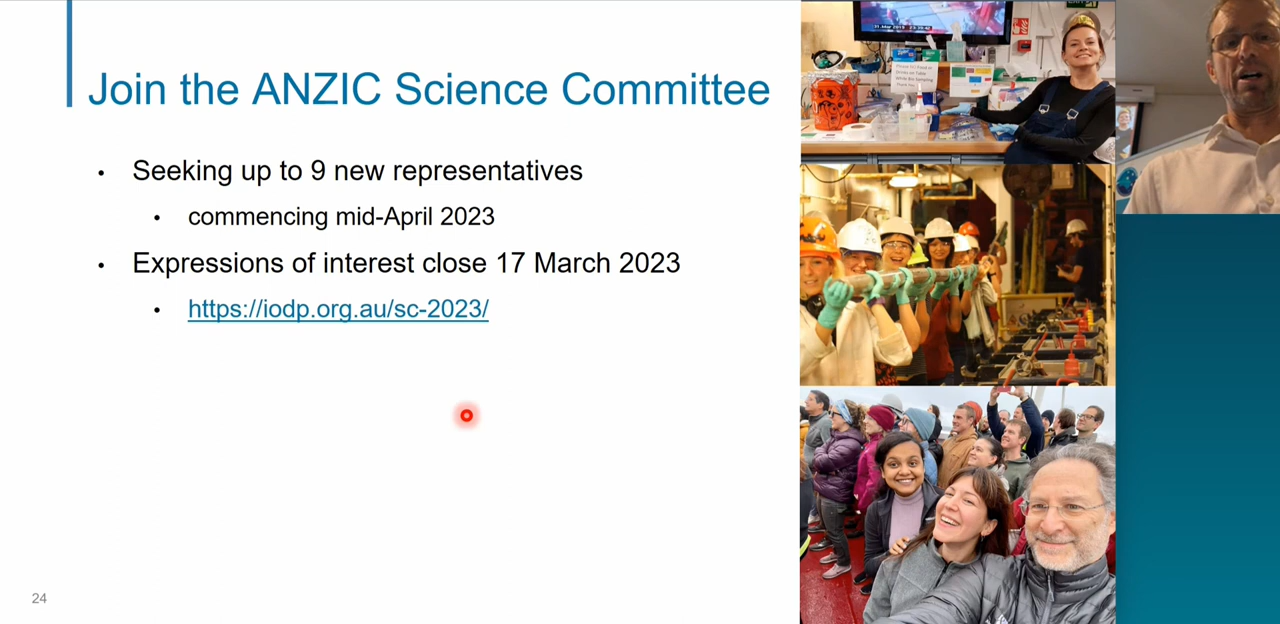 Join the ANZIC Science Committee
Seeking up to 9 new representatives
commencing mid-April 2023
Expressions of interest close 17 March 2023
https://iodp.org.au/sc-2023/
24